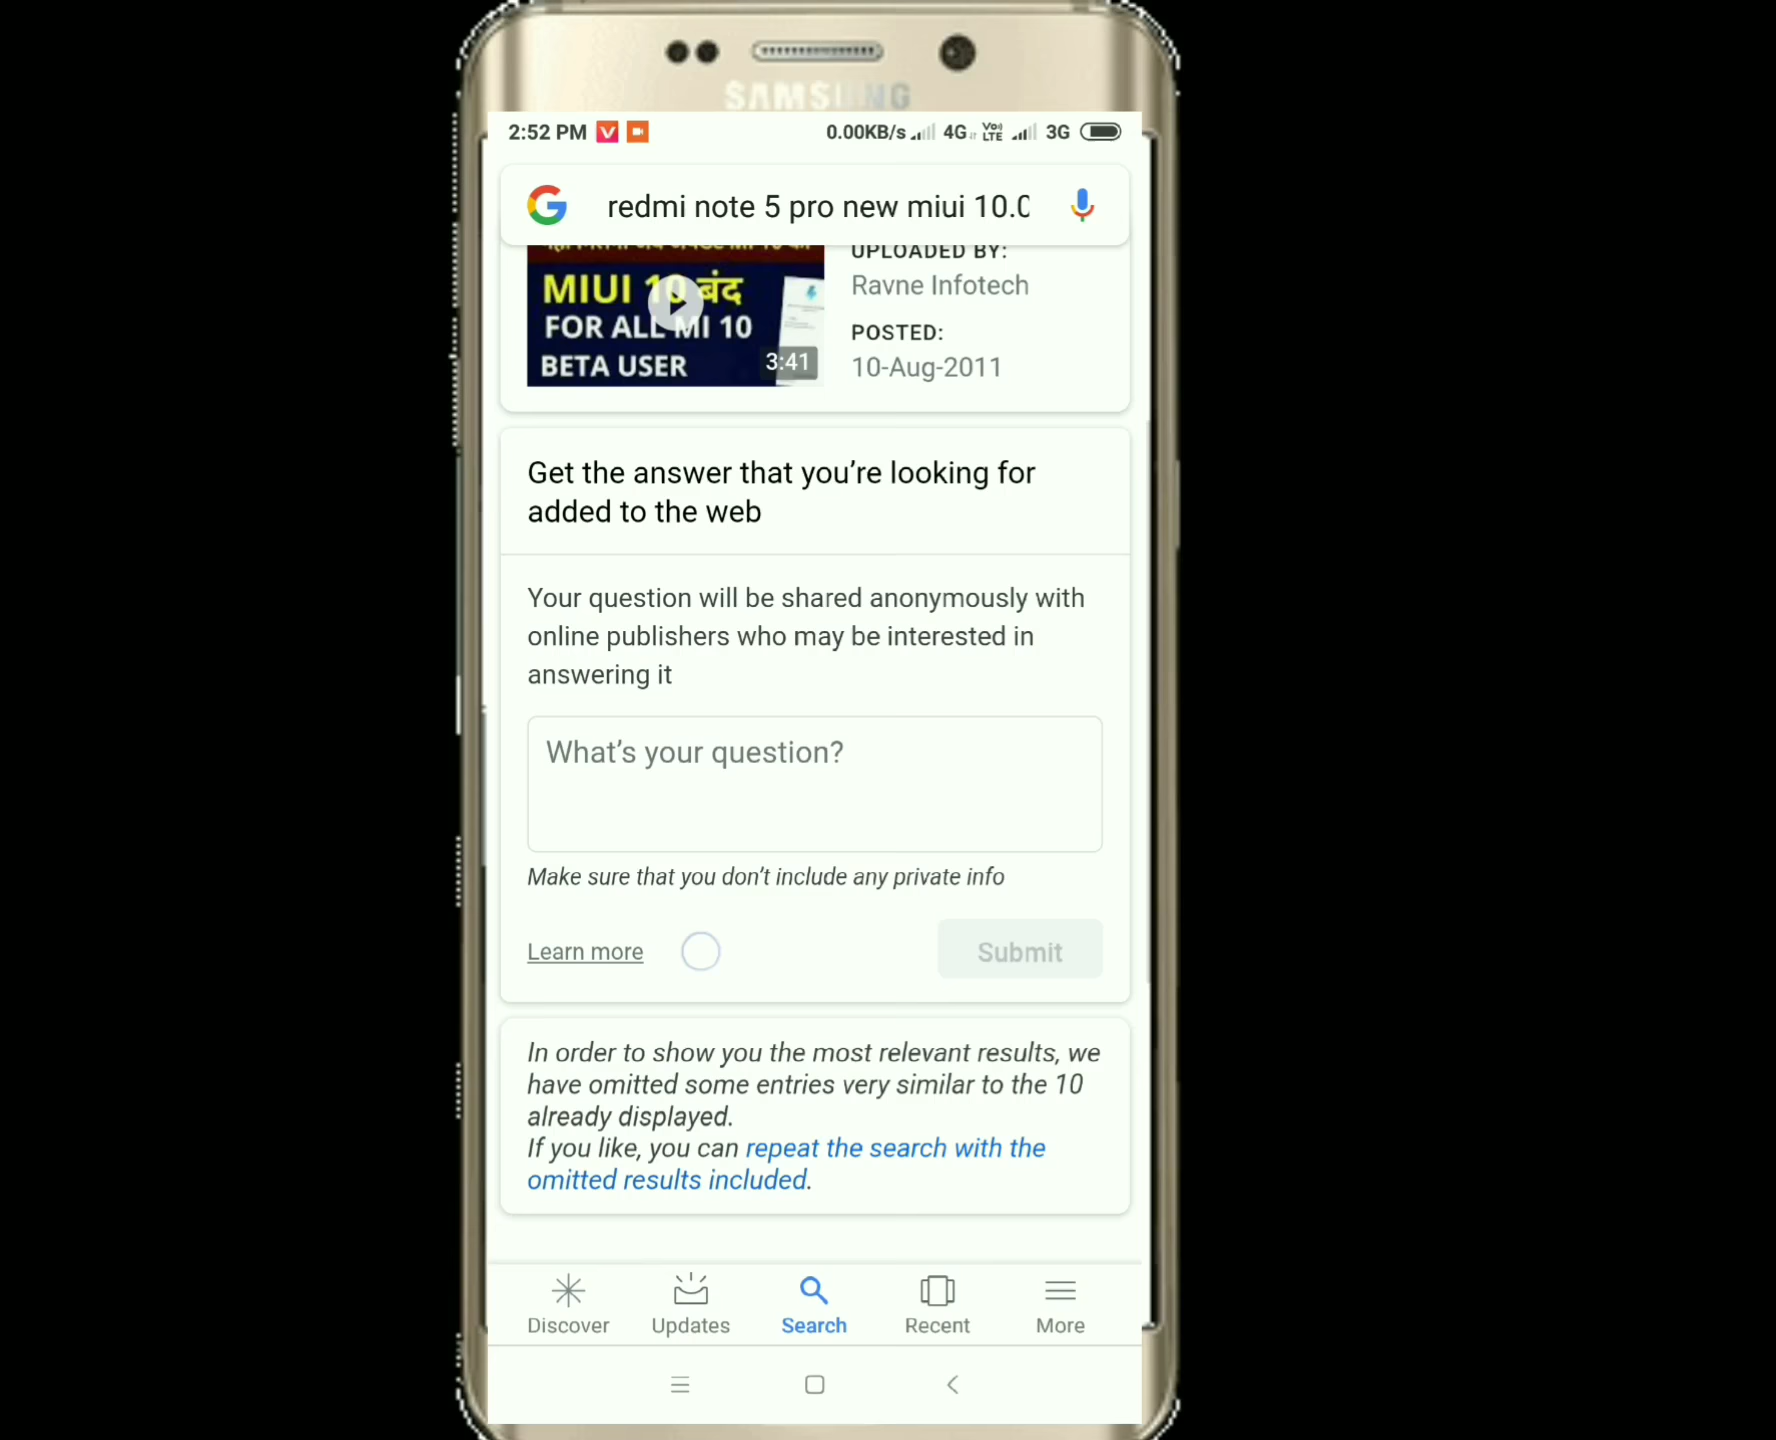 SAMSUNG
2:52 PM 0.00KB/s 4G VoLTE 3G
redmi note 5 pro new miui 10.0
MIUI 10 बंद
FOR ALL MI 10
BETA USER
3:41
UPLOADED BY:
Ravne Infotech
POSTED:
10-Aug-2011
Get the answer that you’re looking for
added to the web
Your question will be shared anonymously with
online publishers who may be interested in
answering it
What’s your question?
Make sure that you don’t include any private info
Learn more
Submit
In order to show you the most relevant results, we
have omitted some entries very similar to the 10
already displayed.
If you like, you can repeat the search with the
omitted results included.
Discover Updates Search Recent More